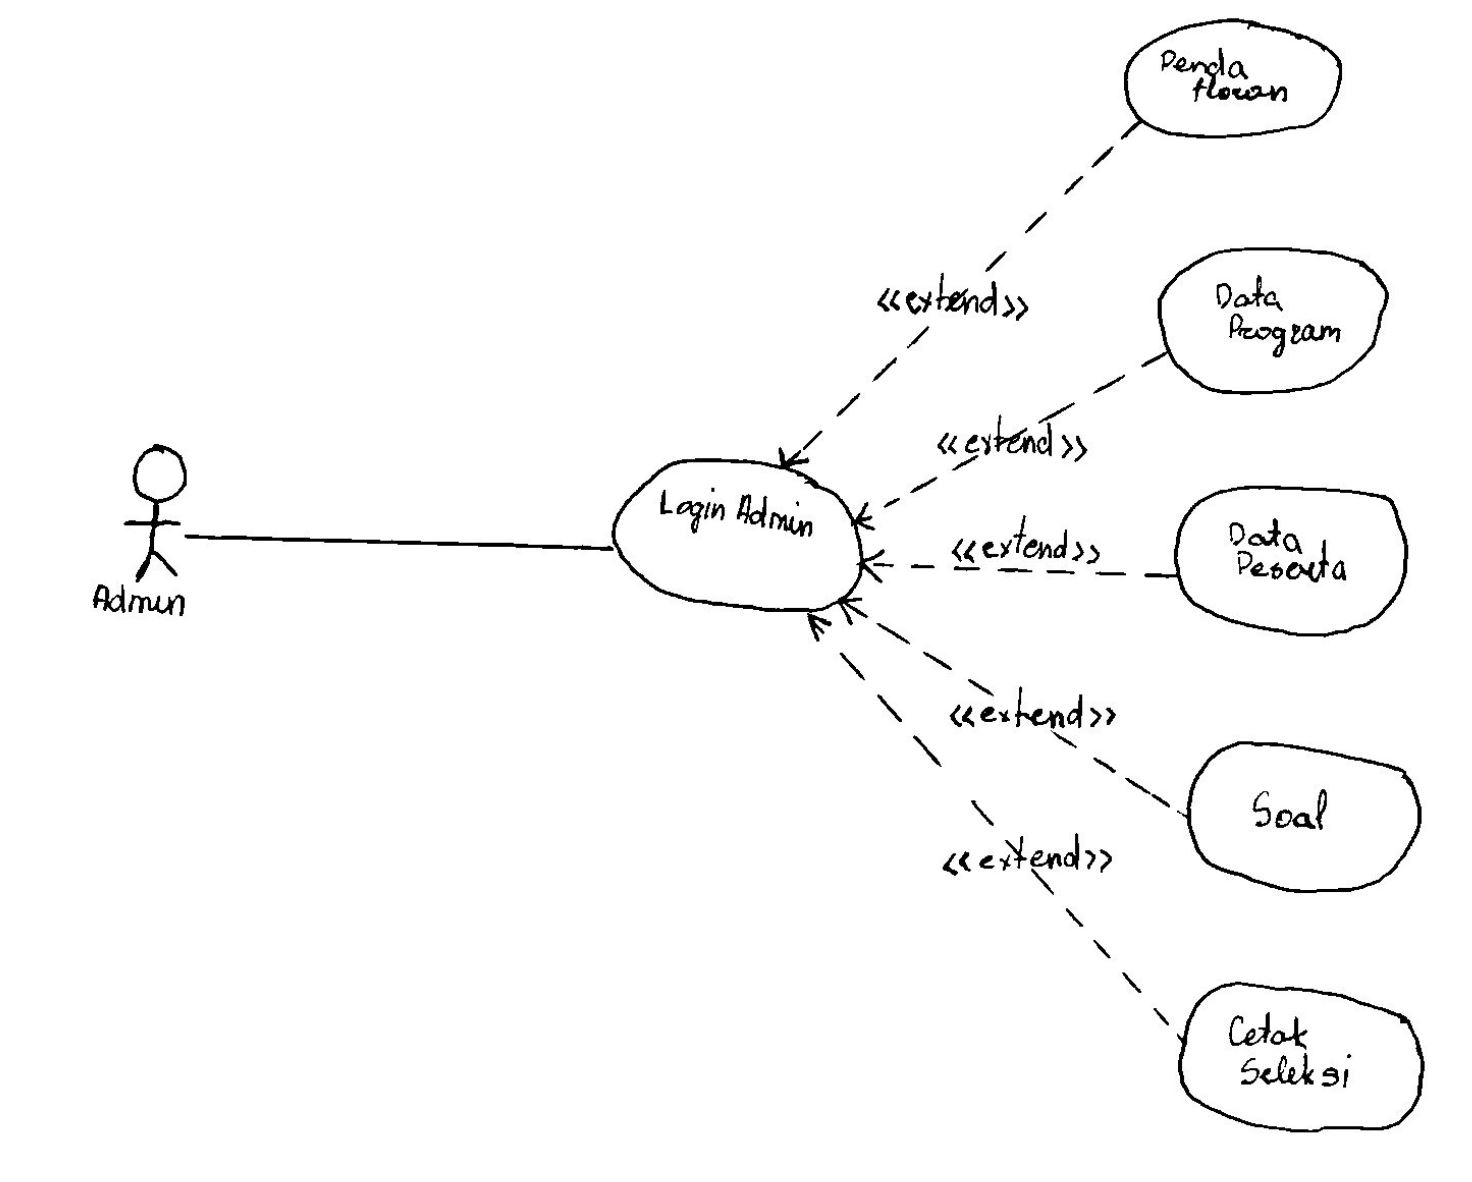 Penda
ftaran
<<extend>>
Data
Program
<<extend>>
Login Admin
Data
Peserta
<<extend>>
Admin
<<extend>>
Soal
<<extend>>
Cetak
Seleksi